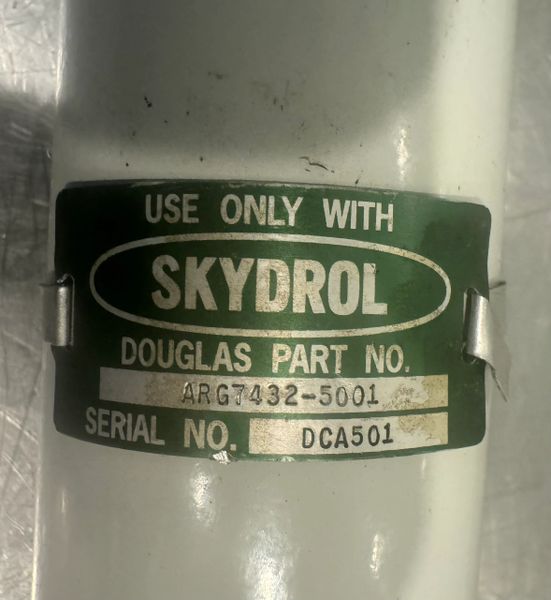 USE ONLY WITH
SKYDROL
DOUGLAS PART NO.
ARG7432-5001
SERIAL NO. DCA501